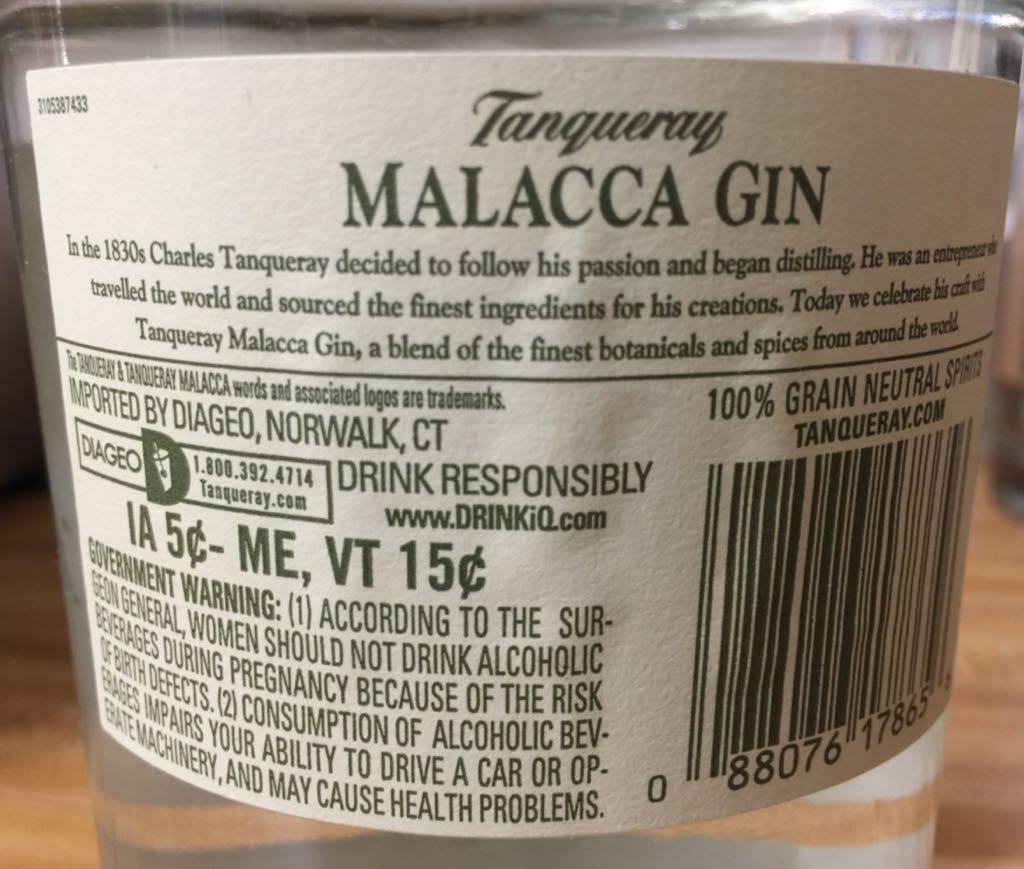 3105387433
Tanqueray
MALACCA GIN
In the 1830s Charles Tanqueray decided to follow his passion and began distilling. He was an entrepreneur who
travelled the world and sourced the finest ingredients for his creations. Today we celebrate his craft with
Tanqueray Malacca Gin, a blend of the finest botanicals and spices from around the world.
The TANQUERAY & TANQUERAY MALACCA words and associated logos are trademarks.
IMPORTED BY DIAGEO, NORWALK, CT
DIAGEO D 1.800.392.4714
Tanqueray.com
DRINK RESPONSIBLY
www.DRINKiQ.com
IA 5¢- ME, VT 15¢
GOVERNMENT WARNING: (1) ACCORDING TO THE SUR-
GEON GENERAL, WOMEN SHOULD NOT DRINK ALCOHOLIC
BEVERAGES DURING PREGNANCY BECAUSE OF THE RISK
OF BIRTH DEFECTS. (2) CONSUMPTION OF ALCOHOLIC BEV-
ERAGES IMPAIRS YOUR ABILITY TO DRIVE A CAR OR OP-
ERATE MACHINERY, AND MAY CAUSE HEALTH PROBLEMS.
100% GRAIN NEUTRAL SPIRITS
TANQUERAY.COM
0 88076 17865